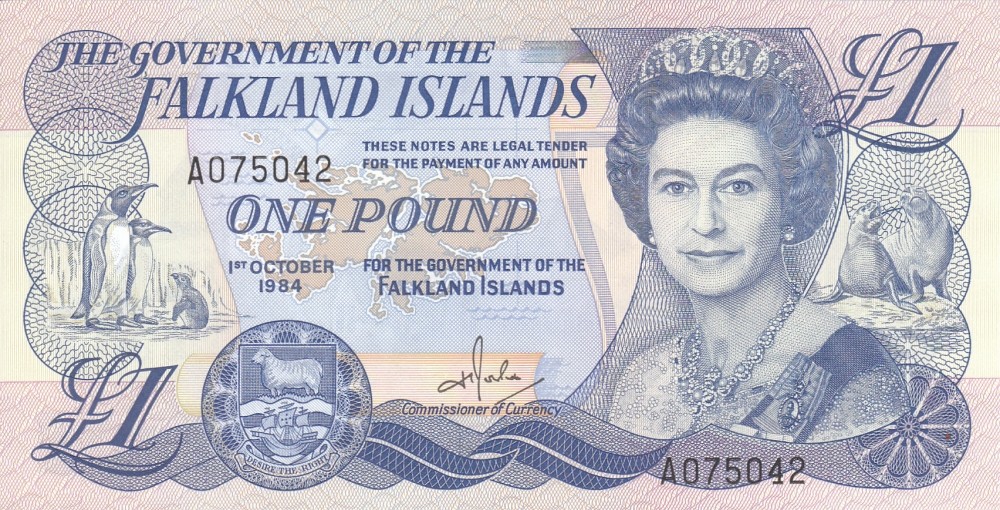 THE GOVERNMENT OF THE
FALKLAND ISLANDS
£1
THESE NOTES ARE LEGAL TENDER
FOR THE PAYMENT OF ANY AMOUNT
A075042
ONE POUND
1ST OCTOBER
1984
FOR THE GOVERNMENT OF THE
FALKLAND ISLANDS
£1
Commissioner of Currency
DESIRE THE RIGHT
A075042